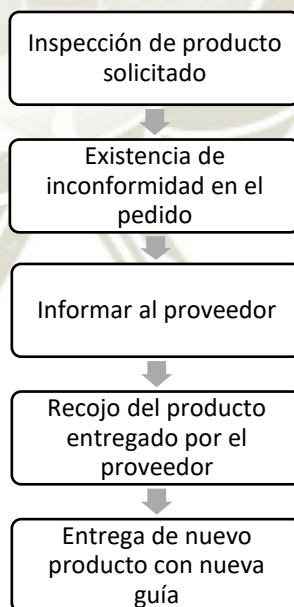 Inspección de producto
solicitado
Existencia de
inconformidad en el
pedido
Informar al proveedor
Recojo del producto
entregado por el
proveedor
Entrega de nuevo
producto con nueva
guía